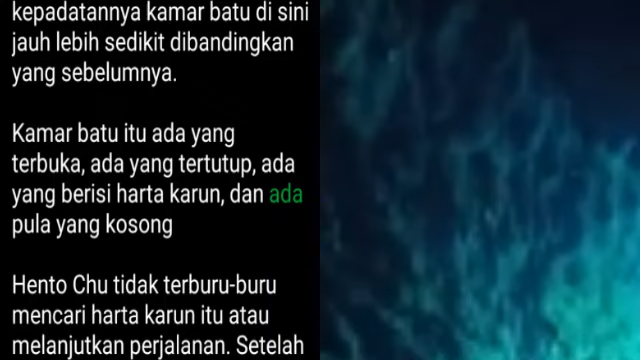 kepadatannya kamar batu di sini
jauh lebih sedikit dibandingkan
yang sebelumnya.
Kamar batu itu ada yang
terbuka, ada yang tertutup, ada
yang berisi harta karun, dan ada
pula yang kosong
Hento Chu tidak terburu-buru
mencari harta karun itu atau
melanjutkan perjalanan. Setelah